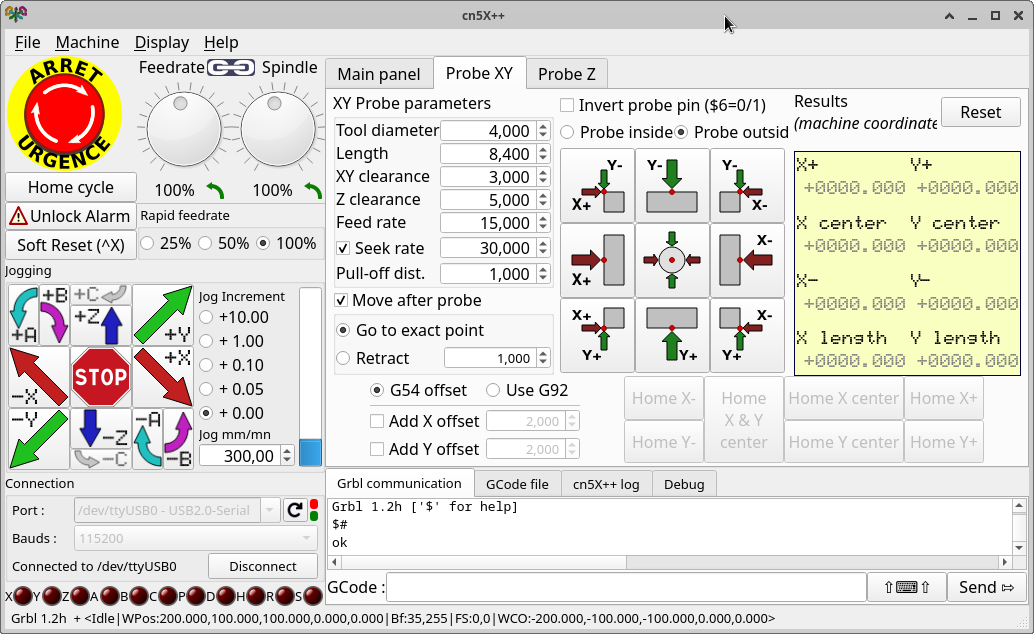 cn5X++
File Machine Display Help
ARRET
URGENCE
Feedrate Spindle
100% 100%
Home cycle
Unlock Alarm
Soft Reset (^X)
Rapid feedrate
25% 50% 100%
Jogging
+B +C
+A +Z +Y
-X STOP +X
-Y -Z -A
-C -B
Jog Increment
+10.00
+ 1.00
+ 0.10
+ 0.05
+ 0.00
Jog mm/mn
300,00
Connection
Port : /dev/ttyUSB0 - USB2.0-Serial
Bauds : 115200
Connected to /dev/ttyUSB0 Disconnect
X Y Z A B C P D H R S
Main panel Probe XY Probe Z
XY Probe parameters
Tool diameter 4,000
Length 8,400
XY clearance 3,000
Z clearance 5,000
Feed rate 15,000
Seek rate 30,000
Pull-off dist. 1,000
Move after probe
Go to exact point
Retract 1,000
G54 offset Use G92
Add X offset 2,000
Add Y offset 2,000
Invert probe pin ($6=0/1)
Probe inside Probe outsid
Y- Y- Y-
X+ X-
X+ X-
X+ X-
Y+ Y+ Y+
Results
(machine coordinate
Reset
X+ Y+
+0000.000 +0000.000
X center Y center
+0000.000 +0000.000
X- Y-
+0000.000 +0000.000
X length Y length
+0000.000 +0000.000
Home X- Home X & Y center Home X center Home X+
Home Y- Home Y center Home Y+
Grbl communication GCode file cn5X++ log Debug
Grbl 1.2h ['$' for help]
$#
ok
GCode : Send
Grbl 1.2h + <Idle|WPos:200.000,100.000,100.000,0.000,0.000|Bf:35,255|FS:0,0|WCO:-200.000,-100.000,-100.000,0.000,0.000>